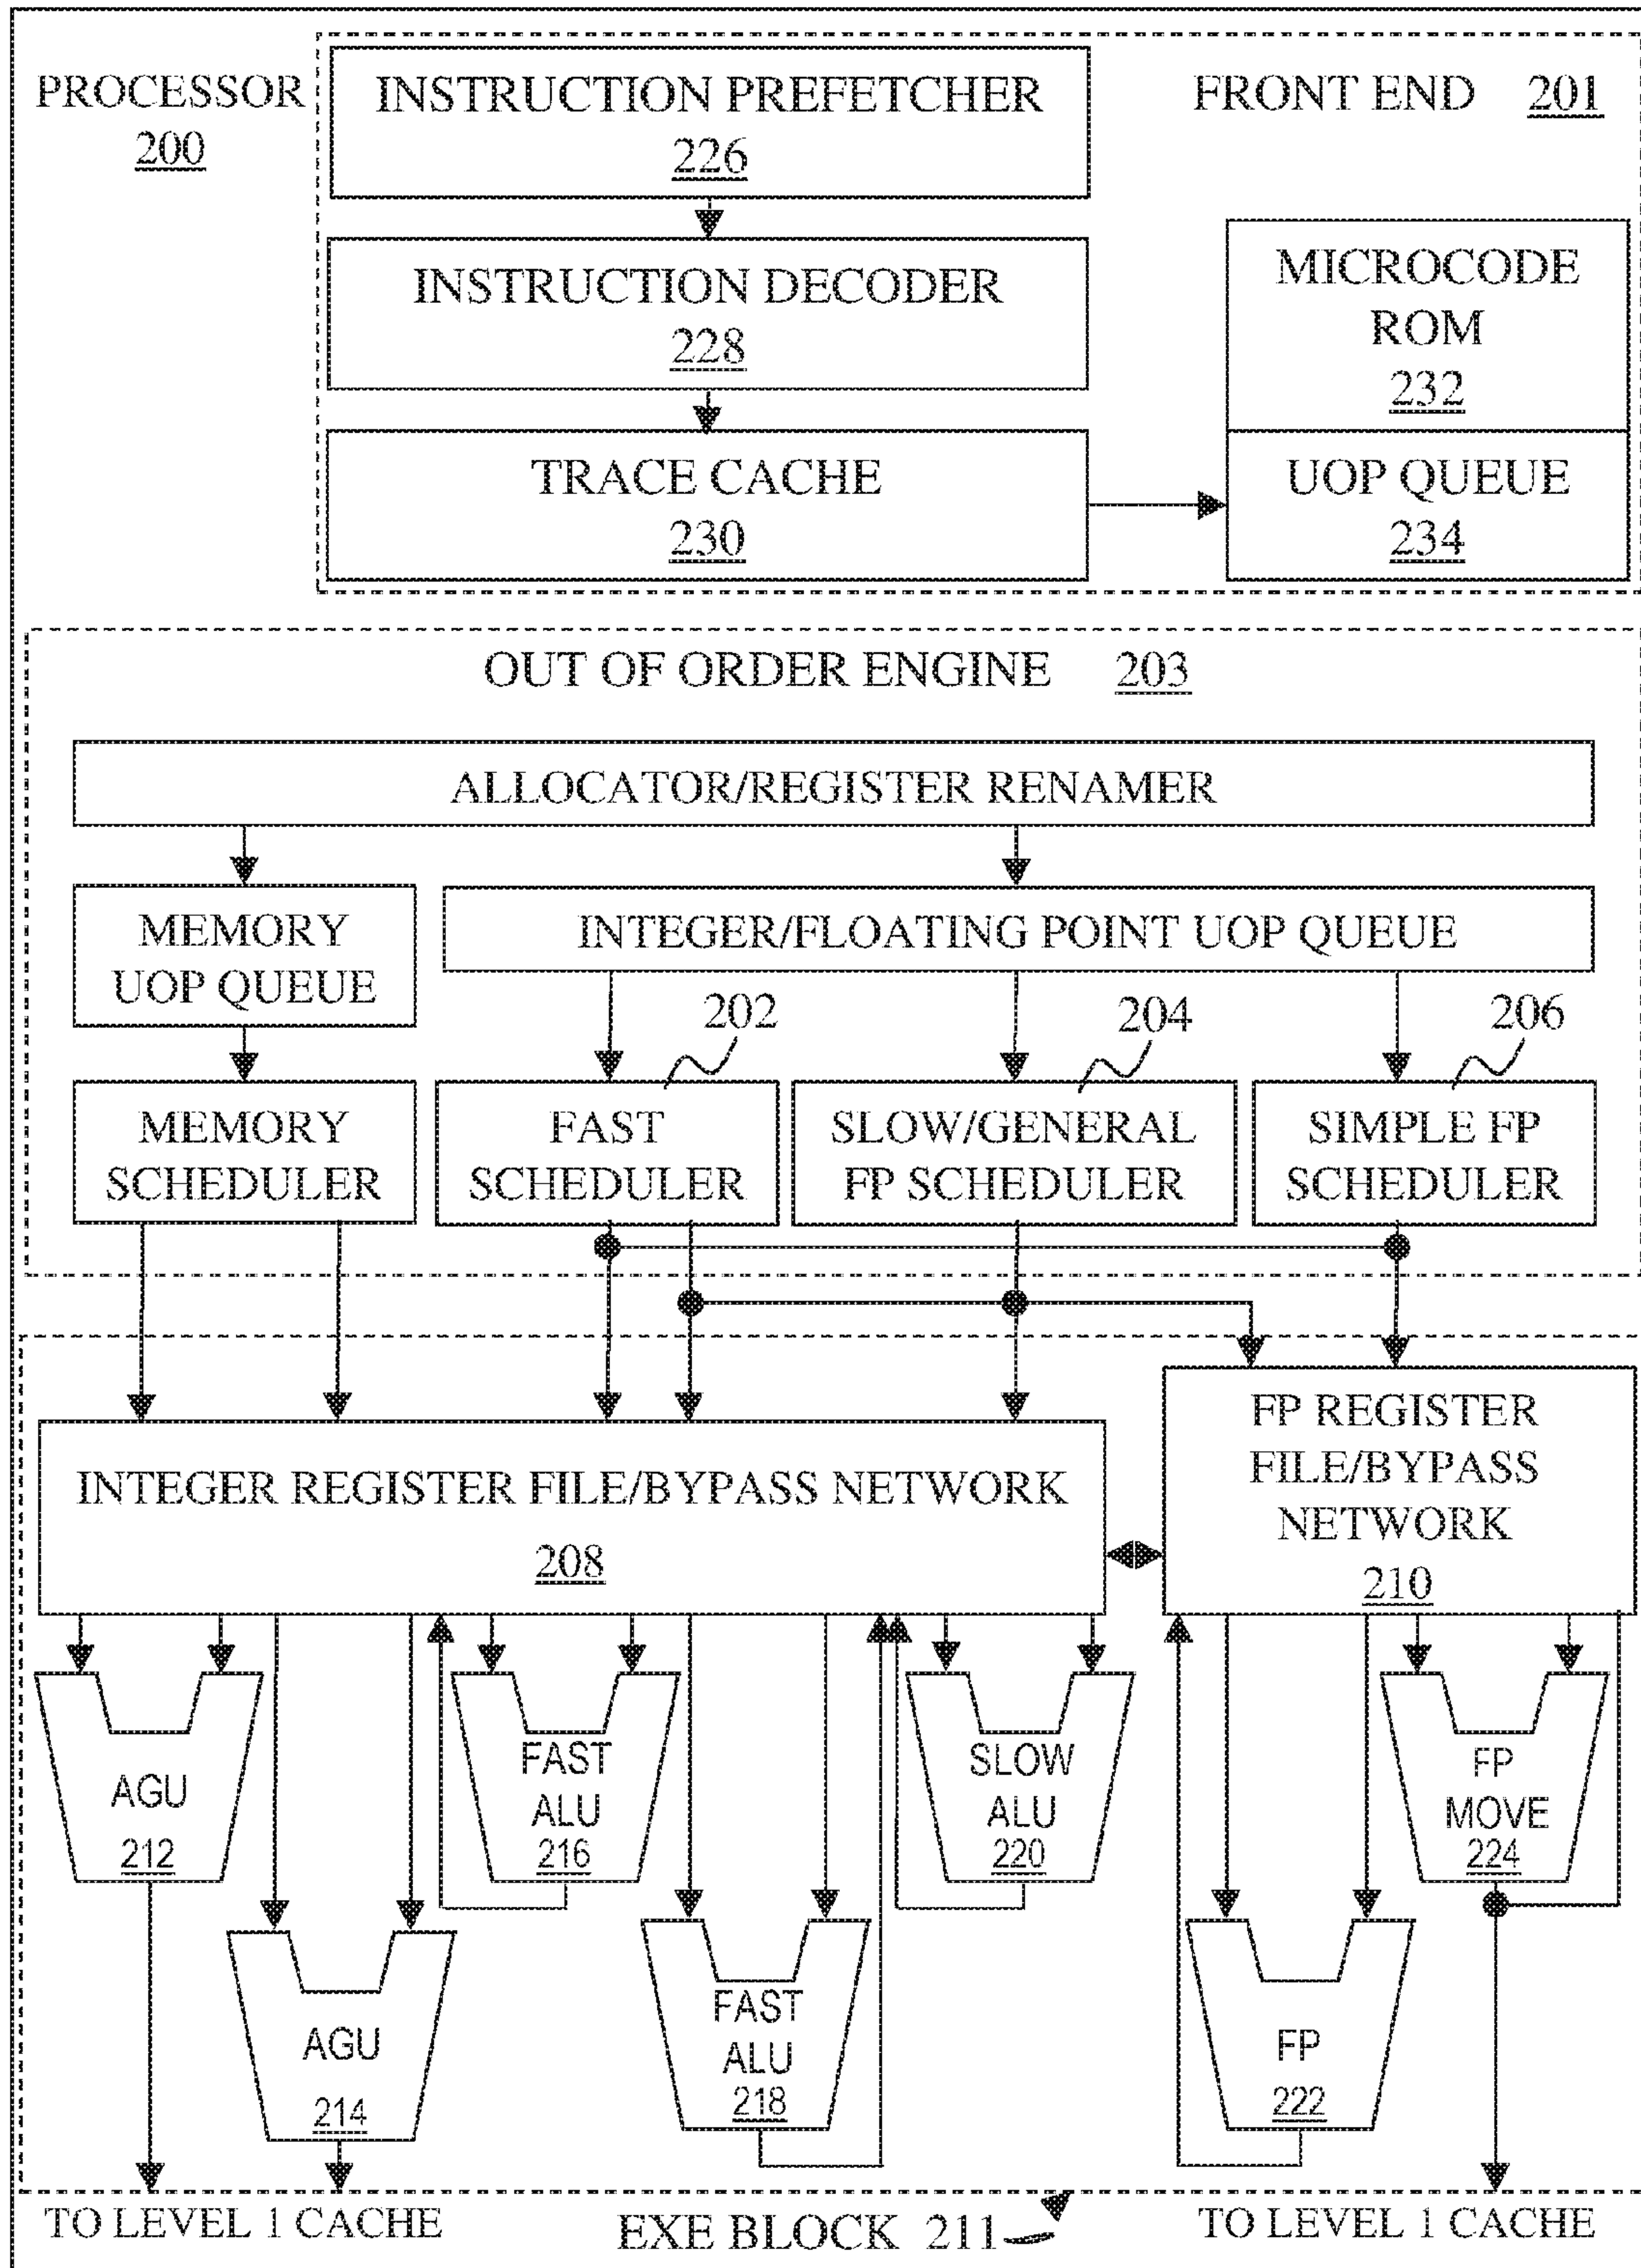 PROCESSOR
200
INSTRUCTION PREFETCHER
226
FRONT END 201
INSTRUCTION DECODER
228
MICROCODE
ROM
232
TRACE CACHE
230
UOP QUEUE
234
OUT OF ORDER ENGINE 203
ALLOCATOR/REGISTER RENAMER
MEMORY
UOP QUEUE
INTEGER/FLOATING POINT UOP QUEUE
202
204
206
MEMORY
SCHEDULER
FAST
SCHEDULER
SLOW/GENERAL
FP SCHEDULER
SIMPLE FP
SCHEDULER
INTEGER REGISTER FILE/BYPASS NETWORK
208
FP REGISTER
FILE/BYPASS
NETWORK
210
AGU
212
FAST
ALU
216
SLOW
ALU
220
FP
MOVE
224
AGU
214
FAST
ALU
218
FP
222
TO LEVEL 1 CACHE
EXE BLOCK 211
TO LEVEL 1 CACHE